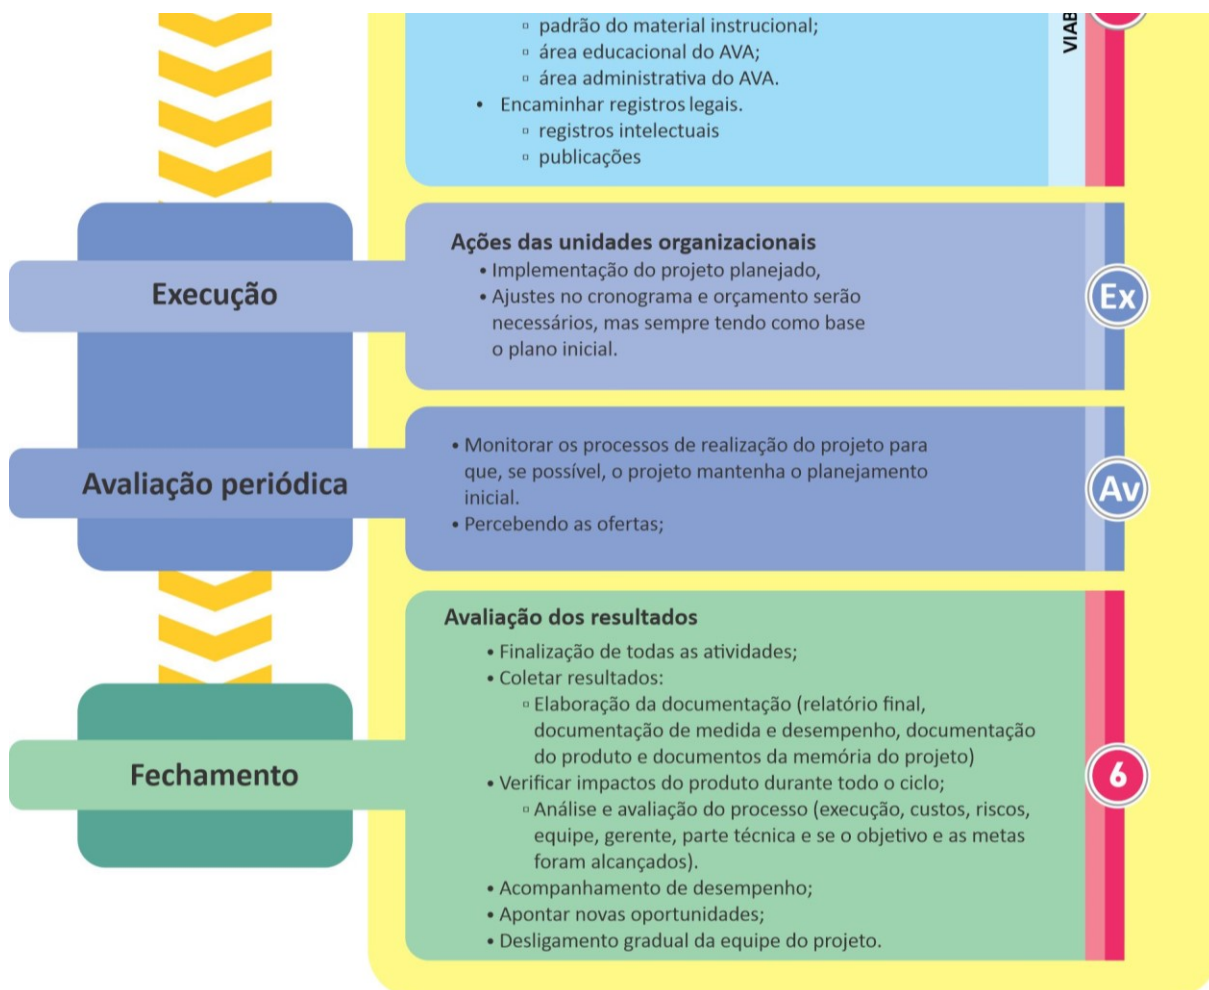 ▫ padrão do material instrucional;
▫ área educacional do AVA;
▫ área administrativa do AVA.
• Encaminhar registros legais.
▫ registros intelectuais
▫ publicações
Execução
Ações das unidades organizacionais
• Implementação do projeto planejado,
• Ajustes no cronograma e orçamento serão
necessários, mas sempre tendo como base
o plano inicial.
Ex
Avaliação periódica
• Monitorar os processos de realização do projeto para
que, se possível, o projeto mantenha o planejamento
inicial.
• Percebendo as ofertas;
Av
Fechamento
Avaliação dos resultados
• Finalização de todas as atividades;
• Coletar resultados:
▫ Elaboração da documentação (relatório final,
documentação de medida e desempenho, documentação
do produto e documentos da memória do projeto)
• Verificar impactos do produto durante todo o ciclo;
▫ Análise e avaliação do processo (execução, custos, riscos,
equipe, gerente, parte técnica e se o objetivo e as metas
foram alcançados).
• Acompanhamento de desempenho;
• Apontar novas oportunidades;
• Desligamento gradual da equipe do projeto.
6